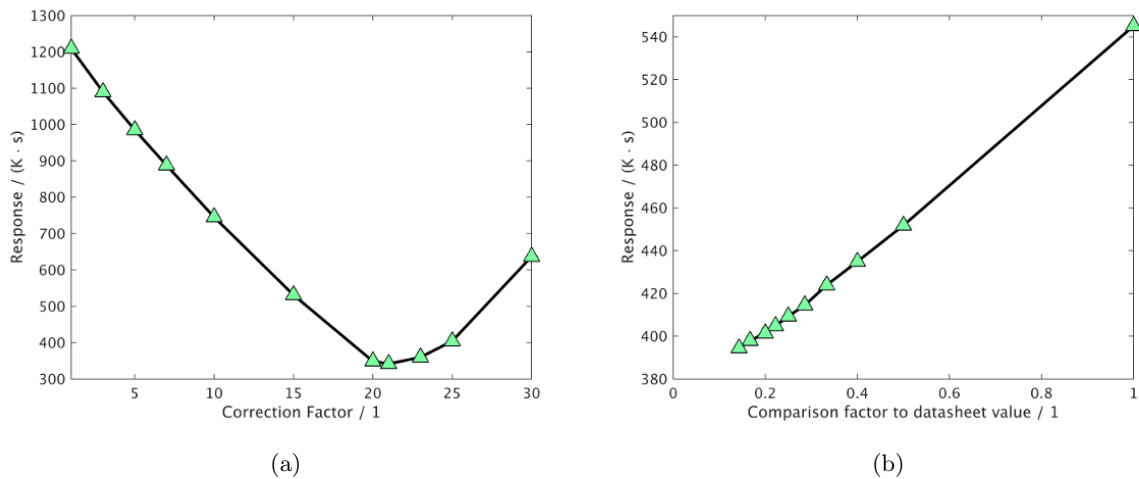 1300
1200
1100
1000
900
800
700
600
500
400
300
5 10 15 20 25 30
Response / (K · s)
Correction Factor / 1
(a)
540
520
500
480
460
440
420
400
380
0 0.2 0.4 0.6 0.8 1
Response / (K · s)
Comparison factor to datasheet value / 1
(b)